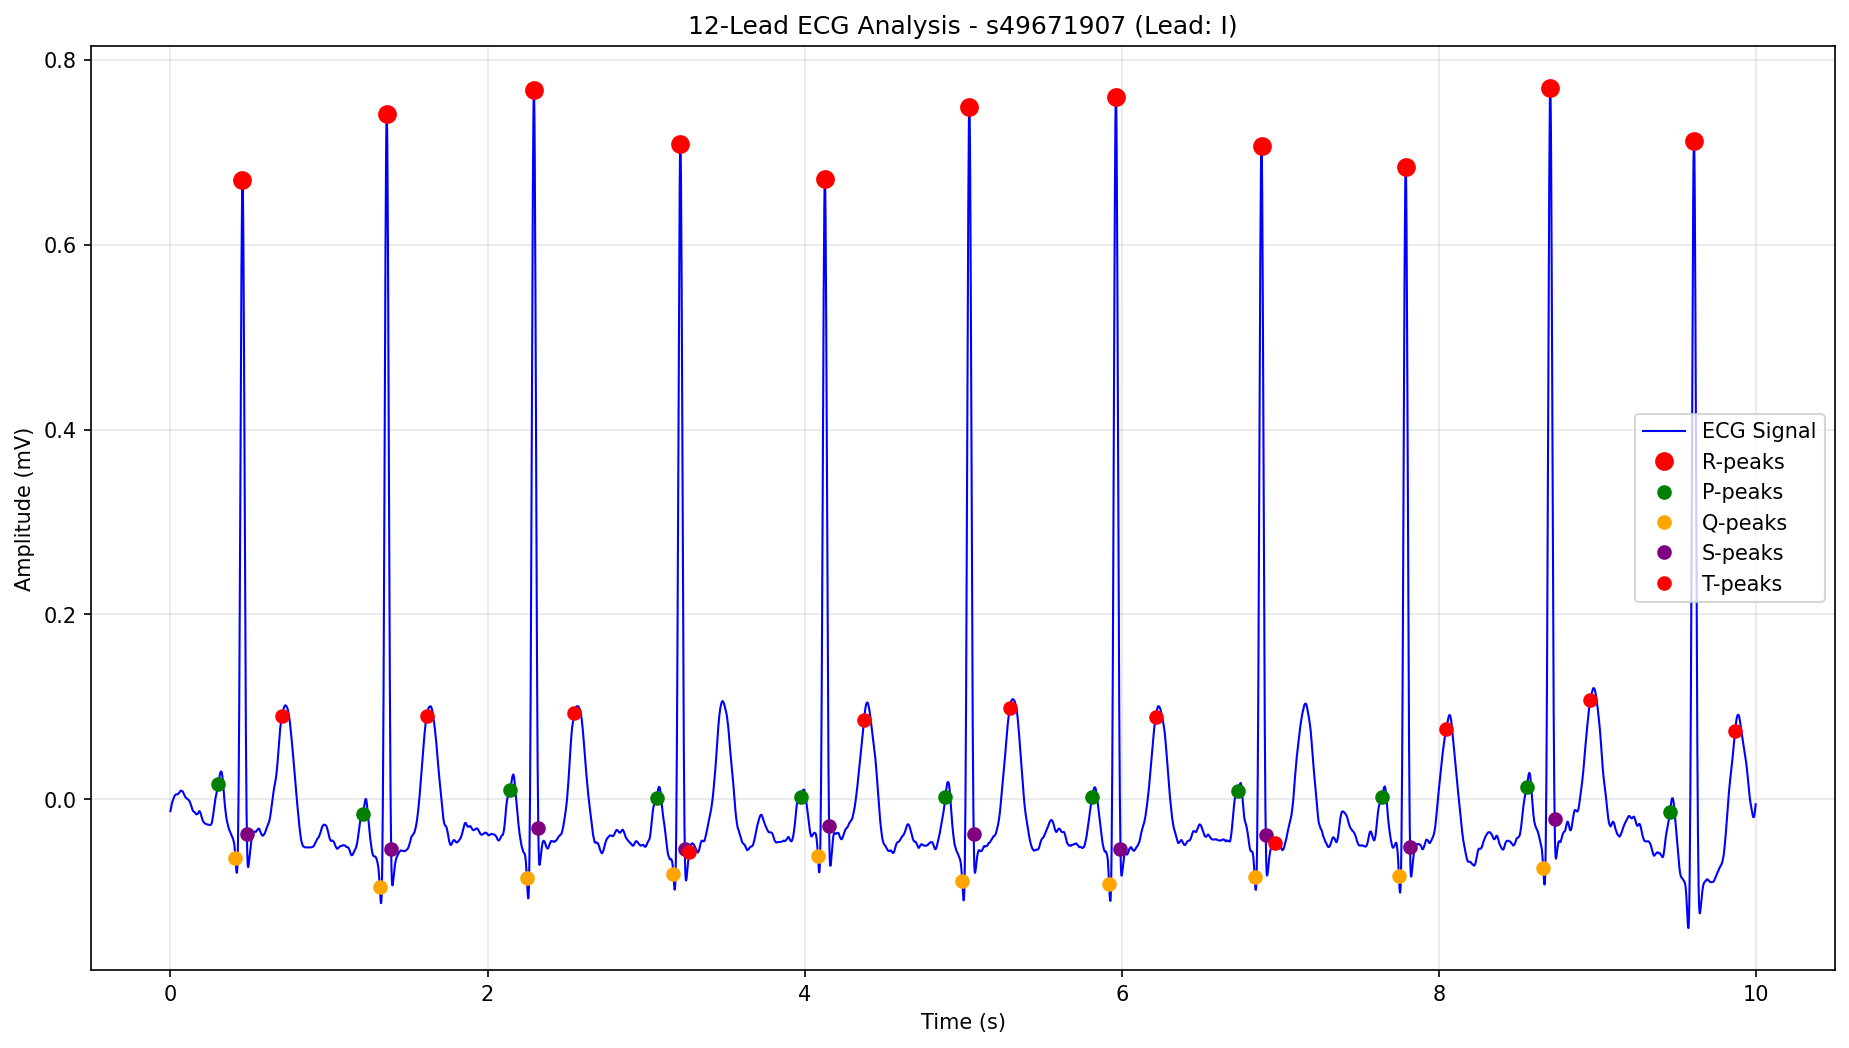 12-Lead ECG Analysis - s49671907 (Lead: I)
0.8
0.6
0.4
0.2
0.0
Amplitude (mV)
ECG Signal
R-peaks
P-peaks
Q-peaks
S-peaks
T-peaks
0
2
4
6
8
10
Time (s)